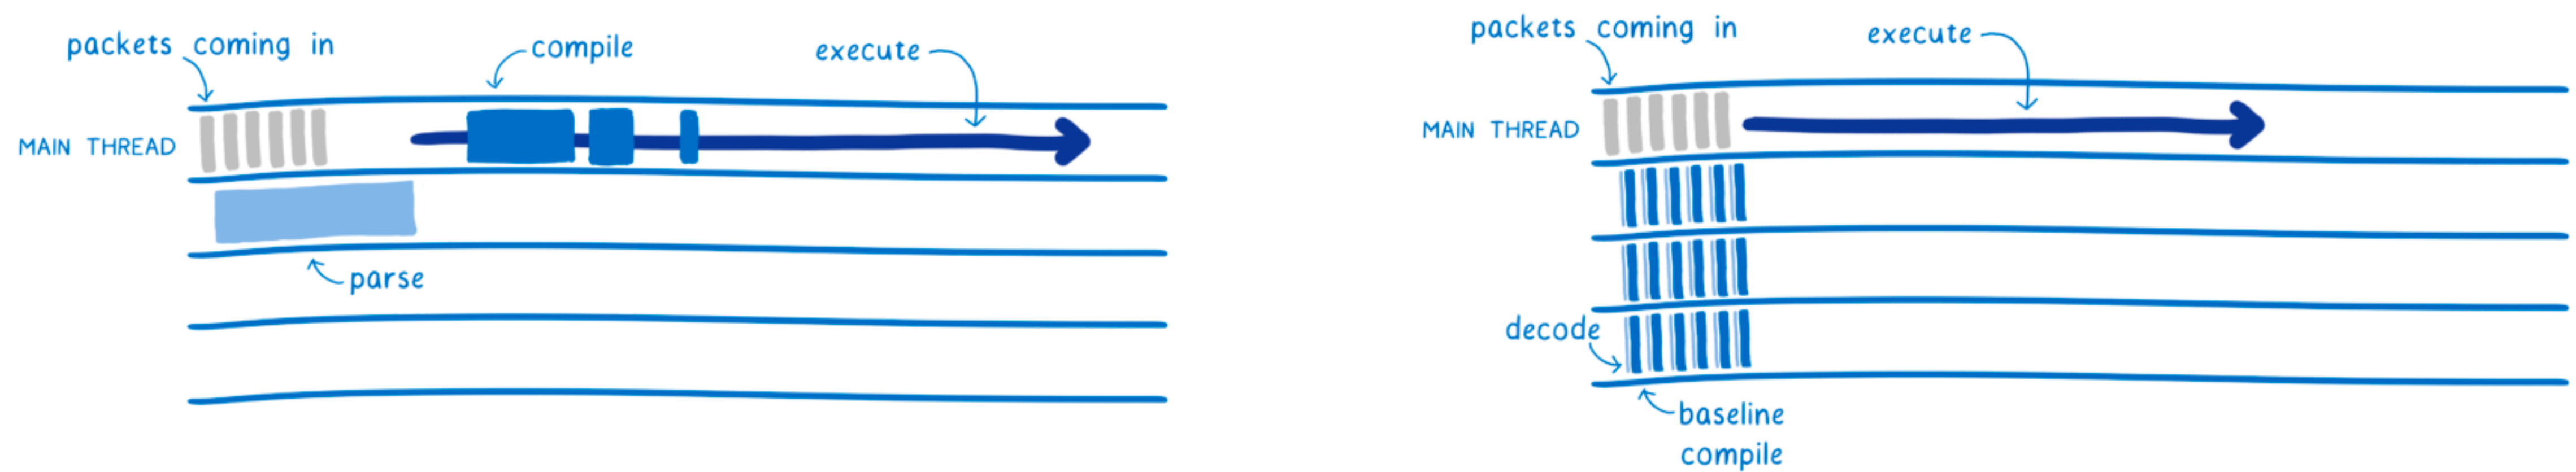 packets coming in
compile
execute
MAIN THREAD
parse
packets coming in
execute
MAIN THREAD
decode
baseline
compile